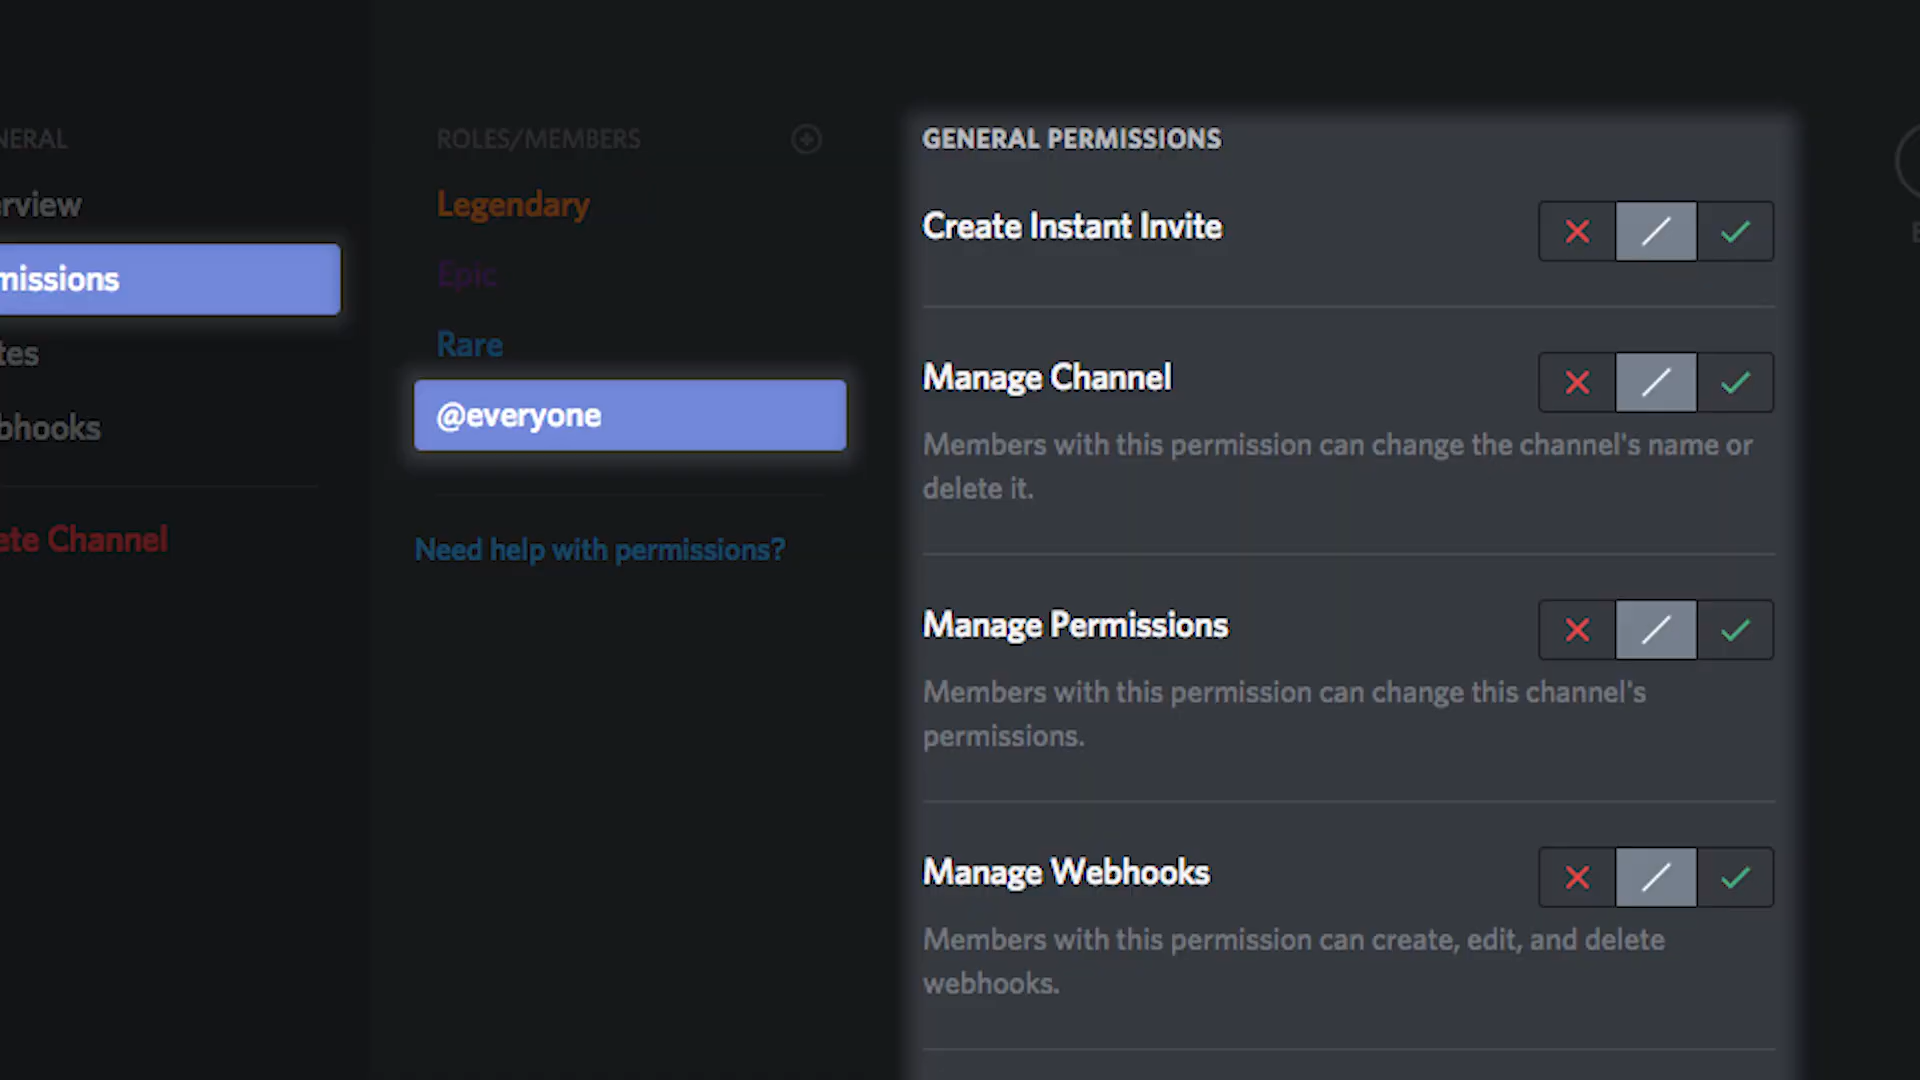 NERAL
rview
missions
tes
bhooks
ete Channel
ROLES/MEMBERS
Legendary
Epic
Rare
@everyone
Need help with permissions?
GENERAL PERMISSIONS
Create Instant Invite
Manage Channel
Members with this permission can change the channel's name or
delete it.
Manage Permissions
Members with this permission can change this channel's
permissions.
Manage Webhooks
Members with this permission can create, edit, and delete
webhooks.